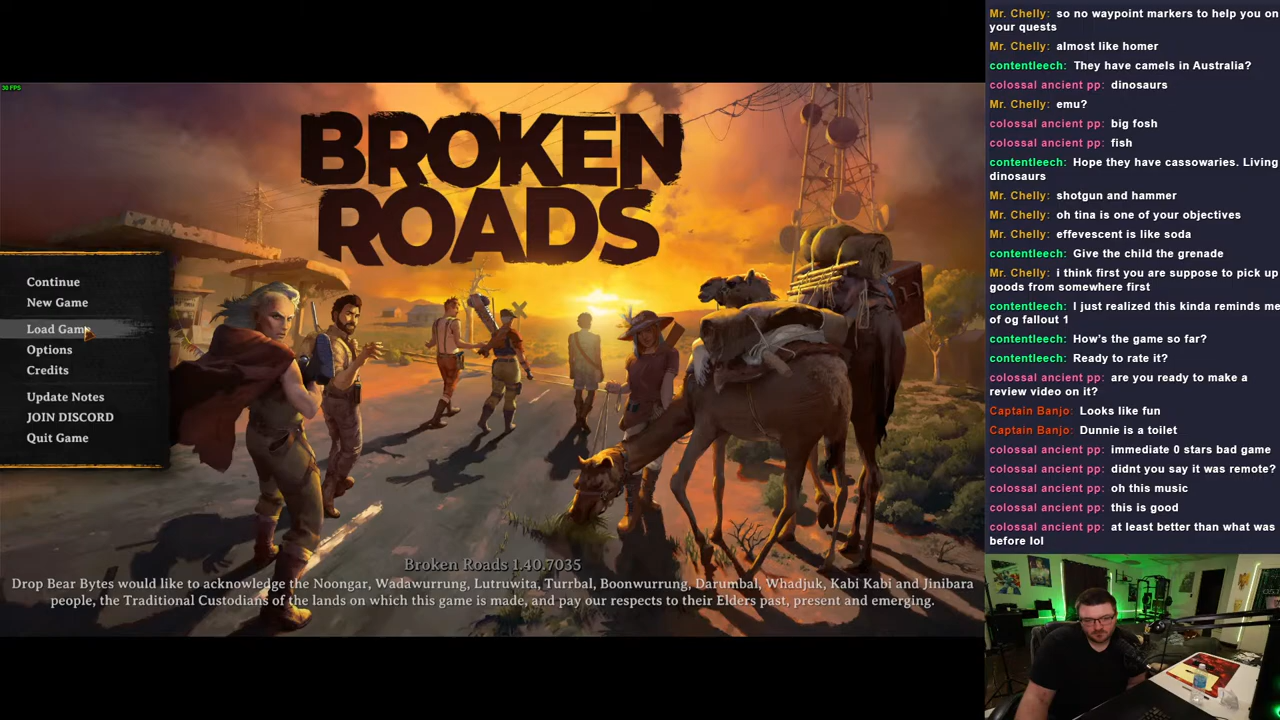 30 FPS
BROKEN
ROADS
Continue
New Game
Load Game
Options
Credits
Update Notes
JOIN DISCORD
Quit Game
Broken Roads 1.40.7035
Drop Bear Bytes would like to acknowledge the Noongar, Wadawurrung, Lutruwita, Turrbal, Boonwurrung, Darumbal, Whadjuk, Kabi Kabi and Jinibara
people, the Traditional Custodians of the lands on which this game is made, and pay our respects to their Elders past, present and emerging.
Mr. Chelly: so no waypoint markers to help you on
your quests
Mr. Chelly: almost like homer
contentleech: They have camels in Australia?
colossal ancient pp: dinosaurs
Mr. Chelly: emu?
colossal ancient pp: big fosh
colossal ancient pp: fish
contentleech: Hope they have cassowaries. Living
dinosaurs
Mr. Chelly: shotgun and hammer
Mr. Chelly: oh tina is one of your objectives
Mr. Chelly: effevescent is like soda
contentleech: Give the child the grenade
Mr. Chelly: i think first you are suppose to pick up
goods from somewhere first
contentleech: I just realized this kinda reminds me
of og fallout 1
contentleech: How's the game so far?
contentleech: Ready to rate it?
colossal ancient pp: are you ready to make a
review video on it?
Captain Banjo: Looks like fun
Captain Banjo: Dunnie is a toilet
colossal ancient pp: immediate 0 stars bad game
colossal ancient pp: didnt you say it was remote?
colossal ancient pp: oh this music
colossal ancient pp: this is good
colossal ancient pp: at least better than what was
before lol